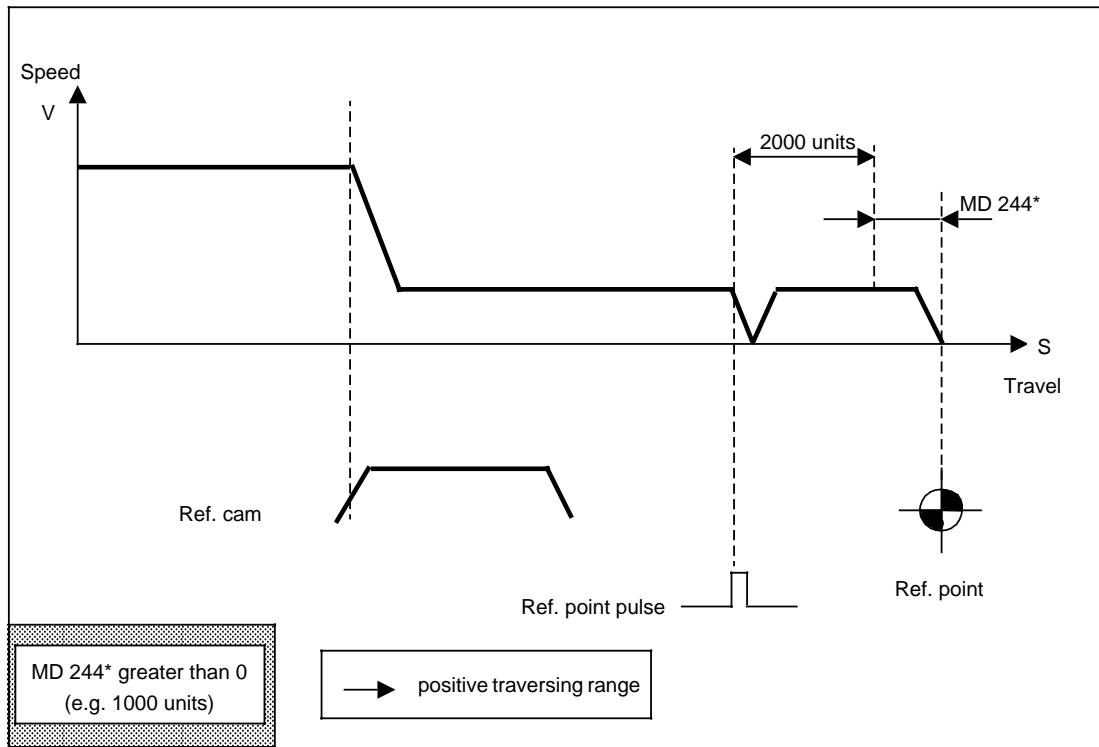 Speed
V
2000 units
MD 244*
S
Travel
Ref. cam
Ref. point pulse
Ref. point
MD 244* greater than 0
(e.g. 1000 units)
positive traversing range